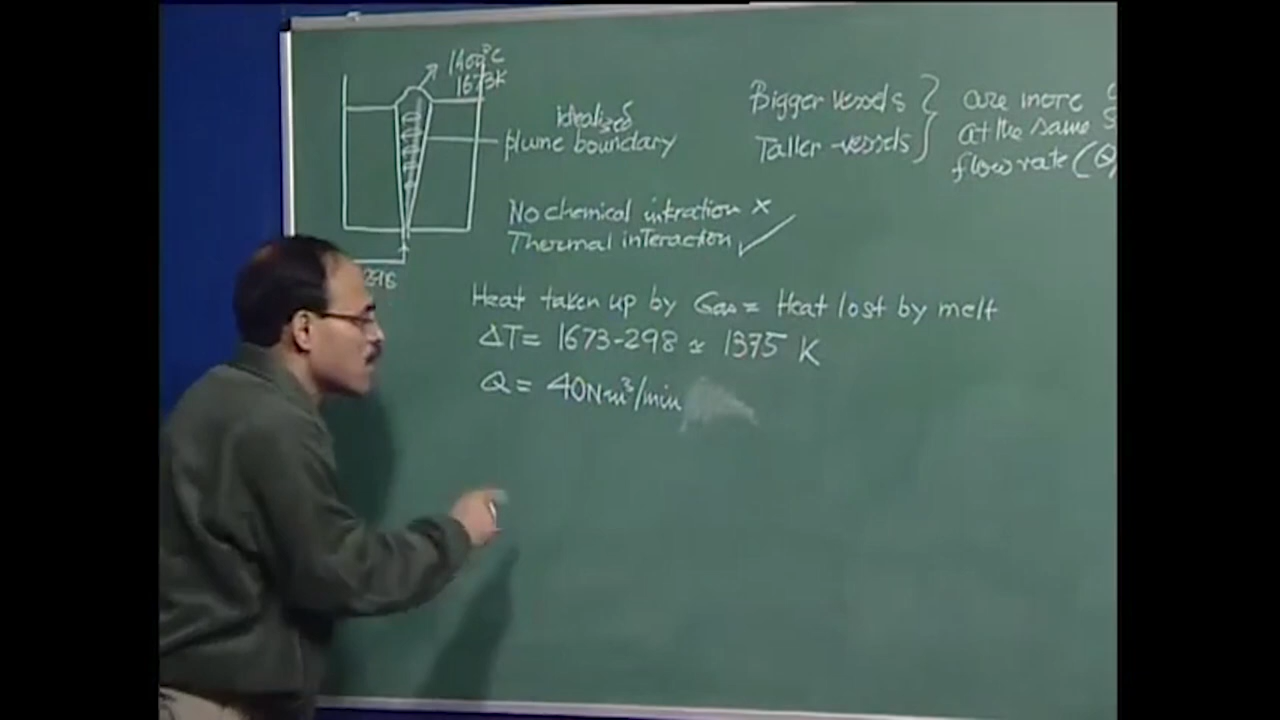 1400°C
1673K
idealized
plume boundary
298
Bigger vessels
Taller vessels
are more
at the same
flow rate (Q
No chemical interaction ×
Thermal interaction ✓
Heat taken up by Gas = Heat lost by melt
ΔT = 1673-298 ≃ 1375 K
Q = 40Nm³/min